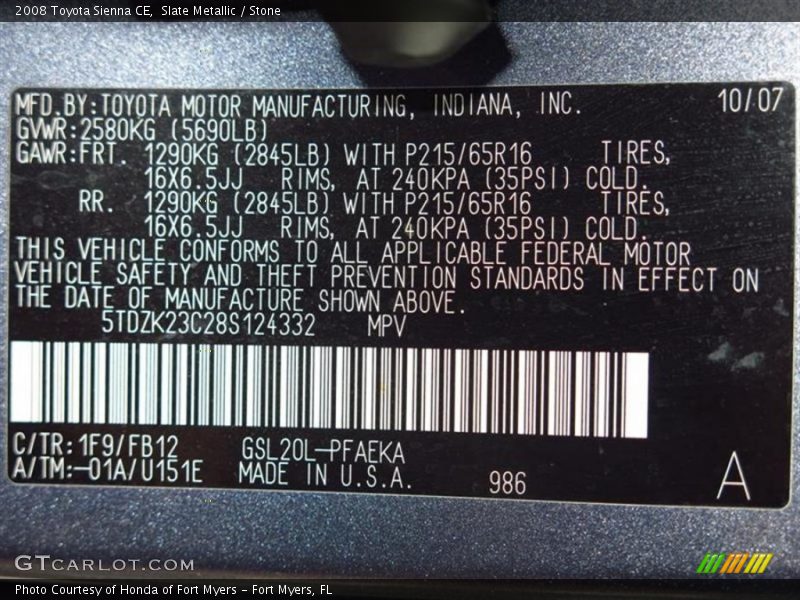 2008 Toyota Sienna CE,  Slate Metallic / Stone
MFD.BY:TOYOTA MOTOR MANUFACTURING, INDIANA, INC. 10/07
GVWR:2580KG (5690LB)
GAWR:FRT. 1290KG (2845LB) WITH P215/65R16 TIRES,
16X6.5JJ RIMS, AT 240KPA (35PSI) COLD.
RR. 1290KG (2845LB) WITH P215/65R16 TIRES,
16X6.5JJ RIMS, AT 240KPA (35PSI) COLD.
THIS VEHICLE CONFORMS TO ALL APPLICABLE FEDERAL MOTOR
VEHICLE SAFETY AND THEFT PREVENTION STANDARDS IN EFFECT ON
THE DATE OF MANUFACTURE SHOWN ABOVE.
5TDZK23C28S124332 MPV
C/TR:1F9/FB12 GSL20L-PFAEKA
A/TM:-01A/U151E MADE IN U.S.A. 986 A
GTCARLOT.COM
Photo Courtesy of Honda of Fort Myers - Fort Myers, FL